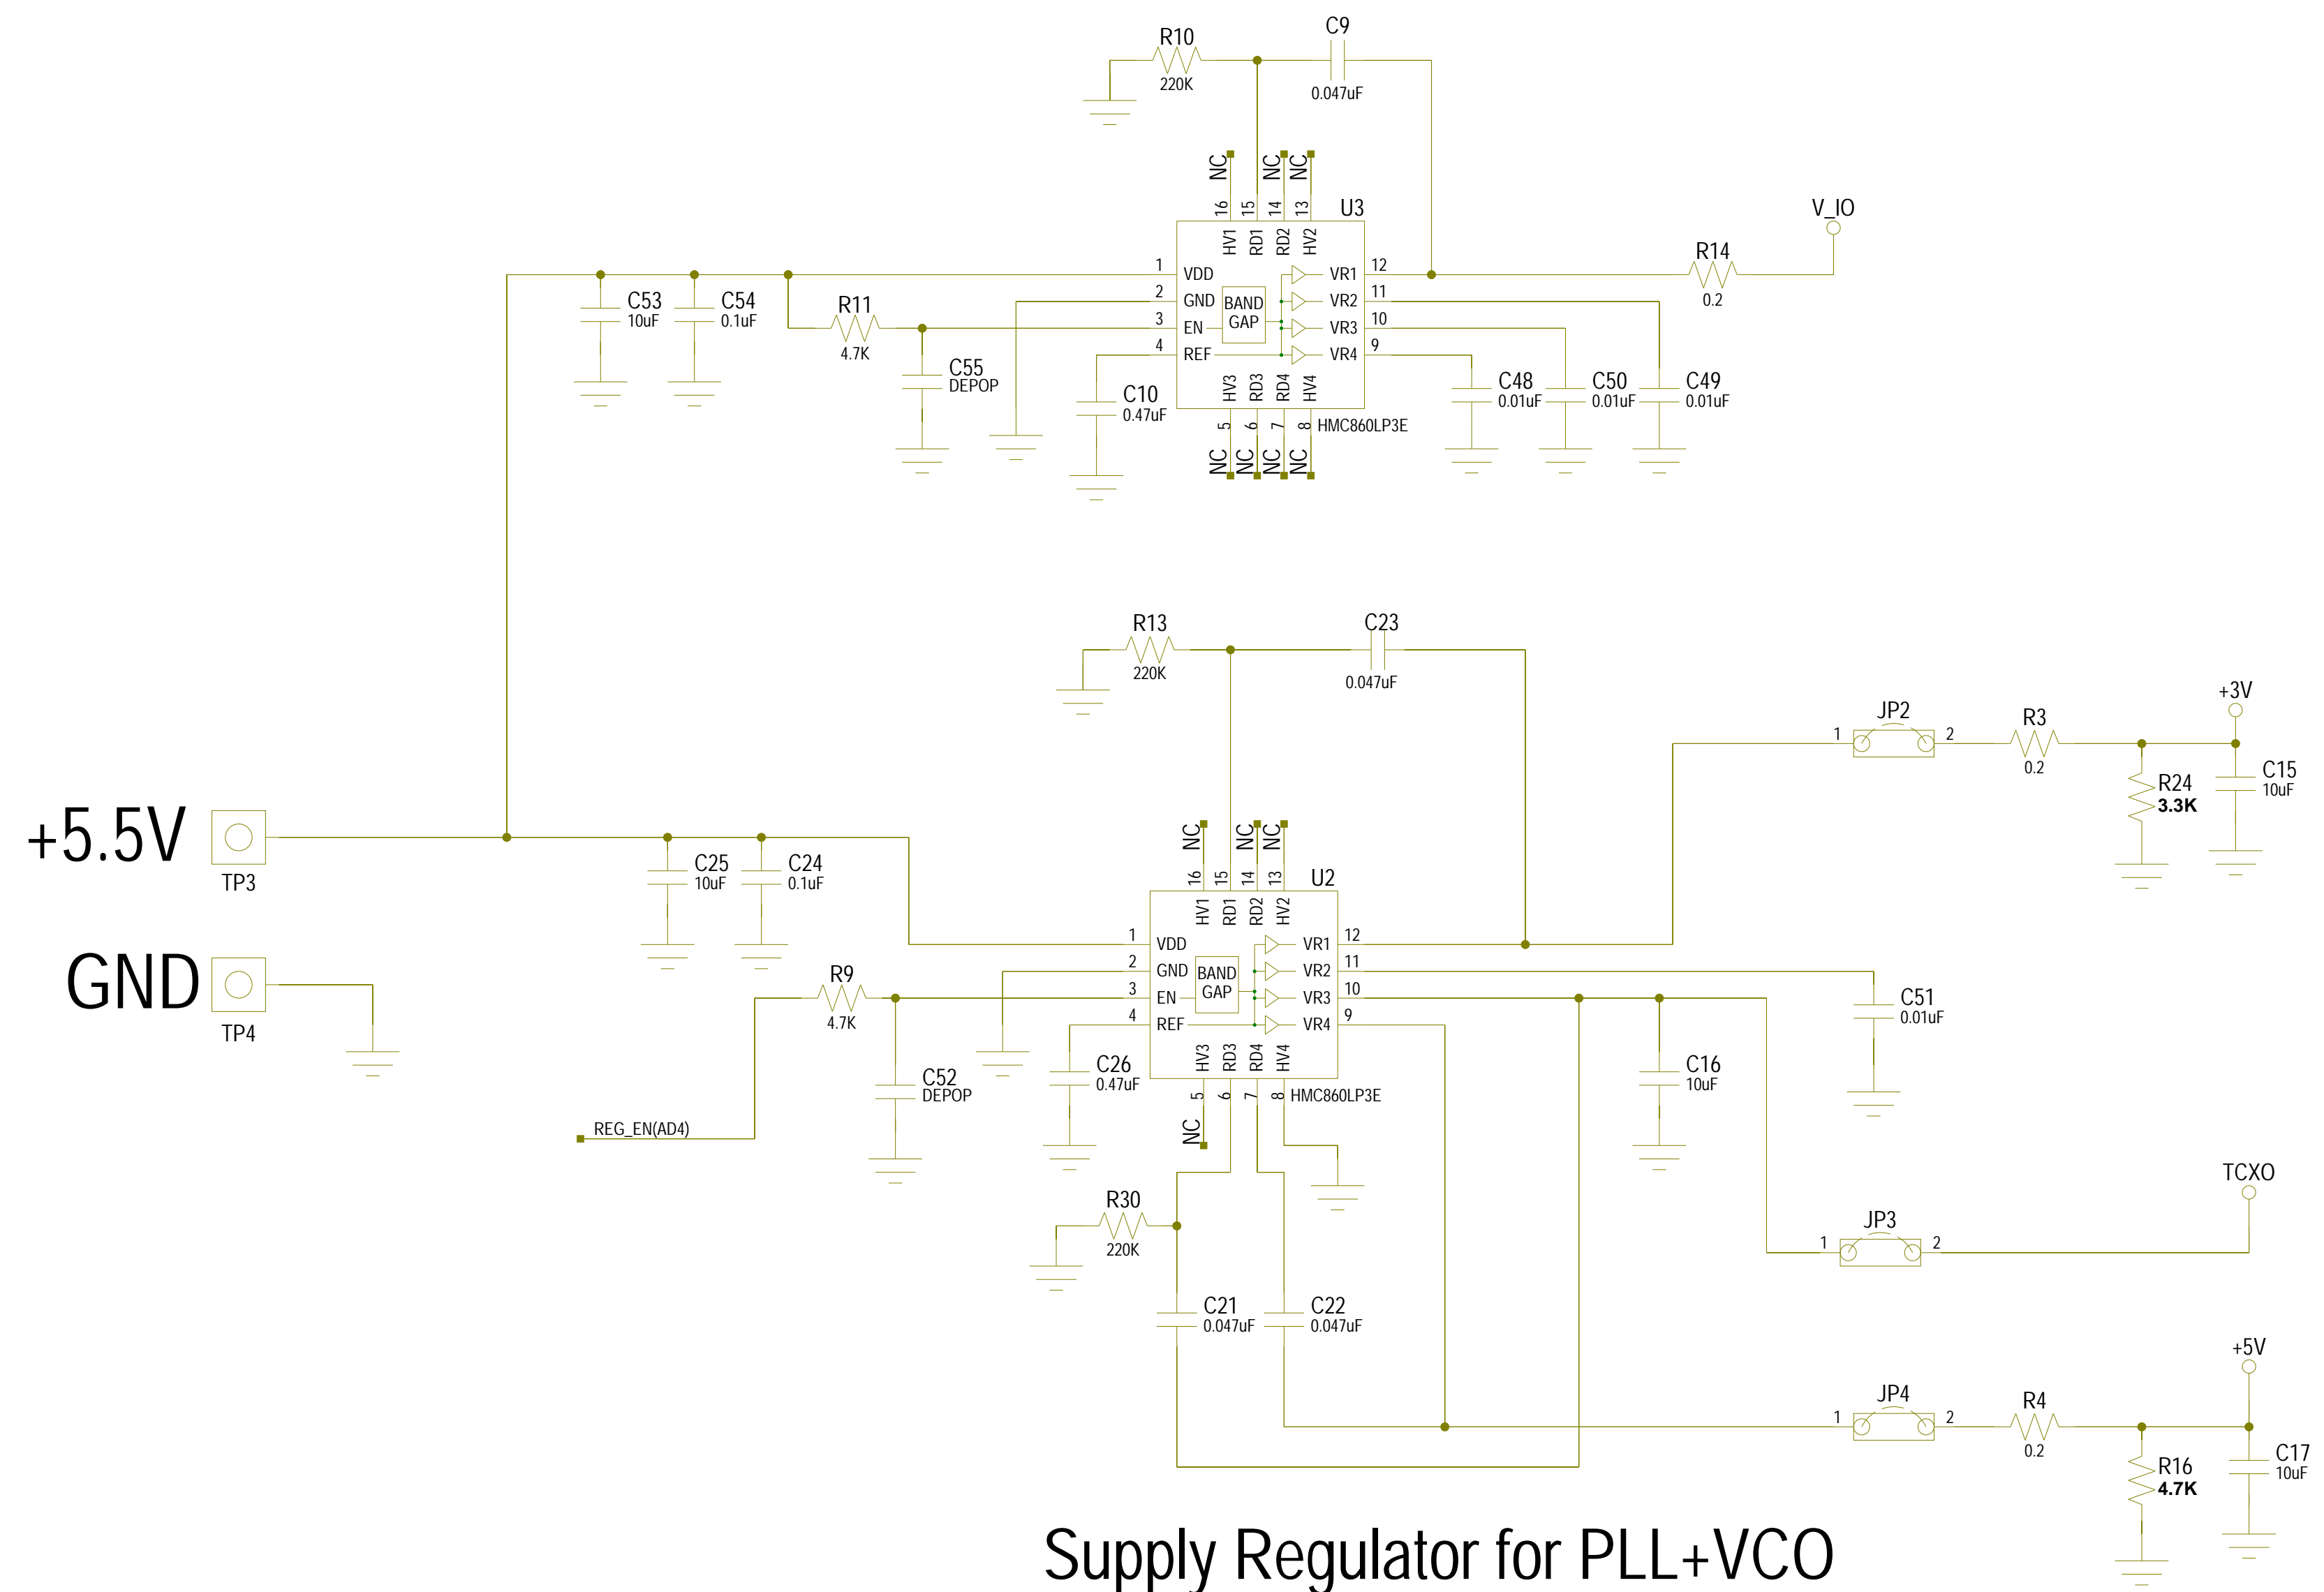 C9
R10
220K
0.047uF
NC
NC
NC
16
15
14
13
U3
HV1
RD1
RD2
HV2
V_IO
R14
0.2
1
VDD
VR1
12
2
GND
BAND
GAP
VR2
11
3
EN
VR3
10
4
REF
VR4
9
C53
10uF
C54
0.1uF
R11
4.7K
C55
DEPOP
C10
0.47uF
HV3
RD3
RD4
HV4
5
6
7
8
HMC860LP3E
NC
NC
NC
NC
C48
0.01uF
C50
0.01uF
C49
0.01uF
R13
220K
C23
0.047uF
+3V
JP2
1
2
R3
0.2
R24
3.3K
C15
10uF
+5.5V
TP3
C25
10uF
C24
0.1uF
NC
NC
NC
16
15
14
13
U2
HV1
RD1
RD2
HV2
GND
TP4
1
VDD
VR1
12
2
GND
BAND
GAP
VR2
11
3
EN
VR3
10
4
REF
VR4
9
R9
4.7K
C52
DEPOP
C26
0.47uF
HV3
RD3
RD4
HV4
5
6
7
8
HMC860LP3E
NC
C51
0.01uF
C16
10uF
REG_EN(AD4)
TCXO
R30
220K
JP3
1
2
C21
0.047uF
C22
0.047uF
+5V
JP4
1
2
R4
0.2
R16
4.7K
C17
10uF
Supply Regulator for PLL+VCO